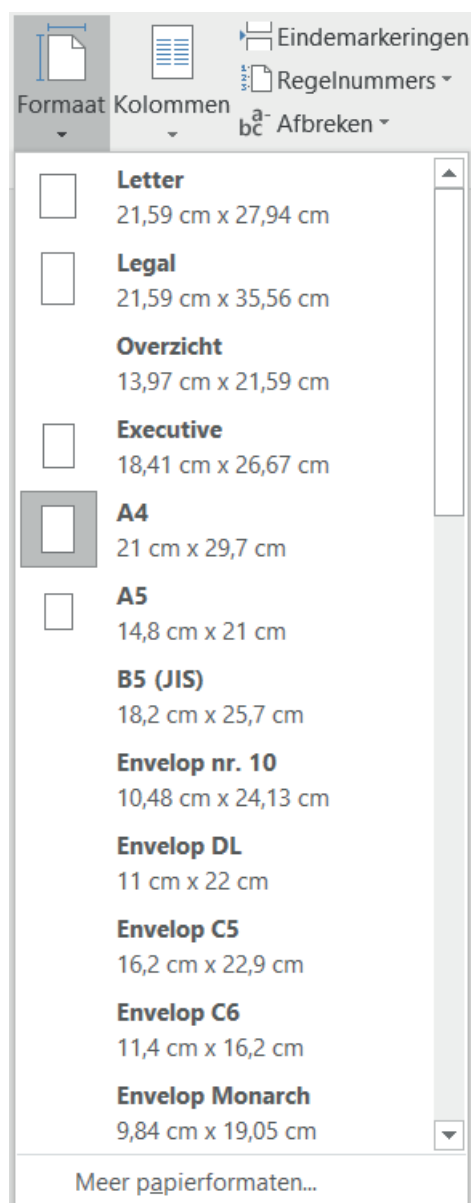 Formaat
Kolommen
Eindemarkeringen
Regelnummers
Afbreken
Letter
21,59 cm x 27,94 cm
Legal
21,59 cm x 35,56 cm
Overzicht
13,97 cm x 21,59 cm
Executive
18,41 cm x 26,67 cm
A4
21 cm x 29,7 cm
A5
14,8 cm x 21 cm
B5 (JIS)
18,2 cm x 25,7 cm
Envelop nr. 10
10,48 cm x 24,13 cm
Envelop DL
11 cm x 22 cm
Envelop C5
16,2 cm x 22,9 cm
Envelop C6
11,4 cm x 16,2 cm
Envelop Monarch
9,84 cm x 19,05 cm
Meer papierformaten...